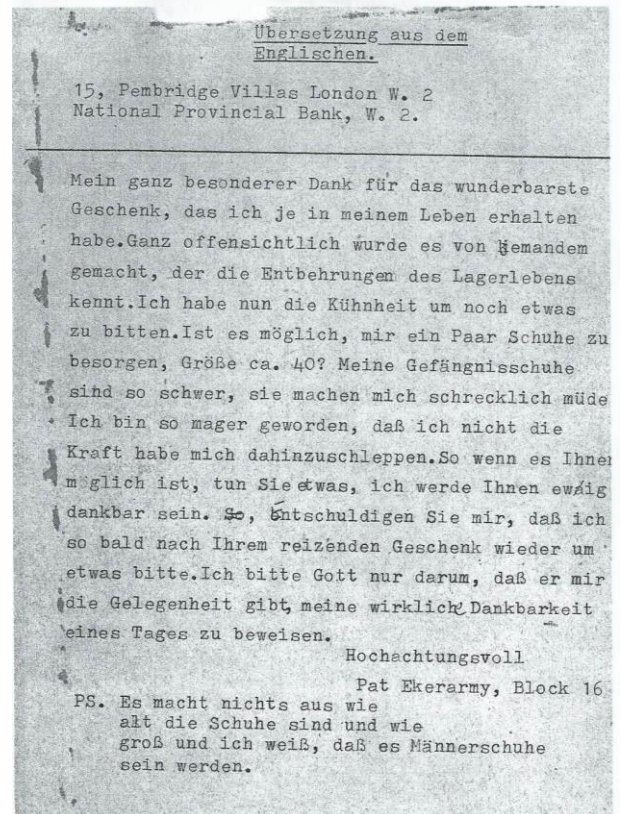 Übersetzung aus dem
Englischen.
15, Pembridge Villas London W. 2
National Provincial Bank, W. 2.
Mein ganz besonderer Dank für das wunderbarste
Geschenk, das ich je in meinem Leben erhalten
habe.Ganz offensichtlich wurde es von jemandem
gemacht, der die Entbehrungen des Lagerlebens
kennt.Ich habe nun die Kühnheit um noch etwas
zu bitten.Ist es möglich, mir ein Paar Schuhe zu
besorgen, Größe ca. 40? Meine Gefängnisschuhe
sind so schwer, sie machen mich schrecklich müde
Ich bin so mager geworden, daß ich nicht die
Kraft habe mich dahinzuschleppen.So wenn es Ihnen
möglich ist, tun Sie etwas, ich werde Ihnen ewig
dankbar sein. So, Entschuldigen Sie mir, daß ich
so bald nach Ihrem reizenden Geschenk wieder um
etwas bitte.Ich bitte Gott nur darum, daß er mir
die Gelegenheit gibt, meine wirkliche Dankbarkeit
eines Tages zu beweisen.
Hochachtungsvoll
Pat Ekerarmy, Block 16
PS. Es macht nichts aus wie
alt die Schuhe sind und wie
groß und ich weiß, daß es Männerschuhe
sein werden.